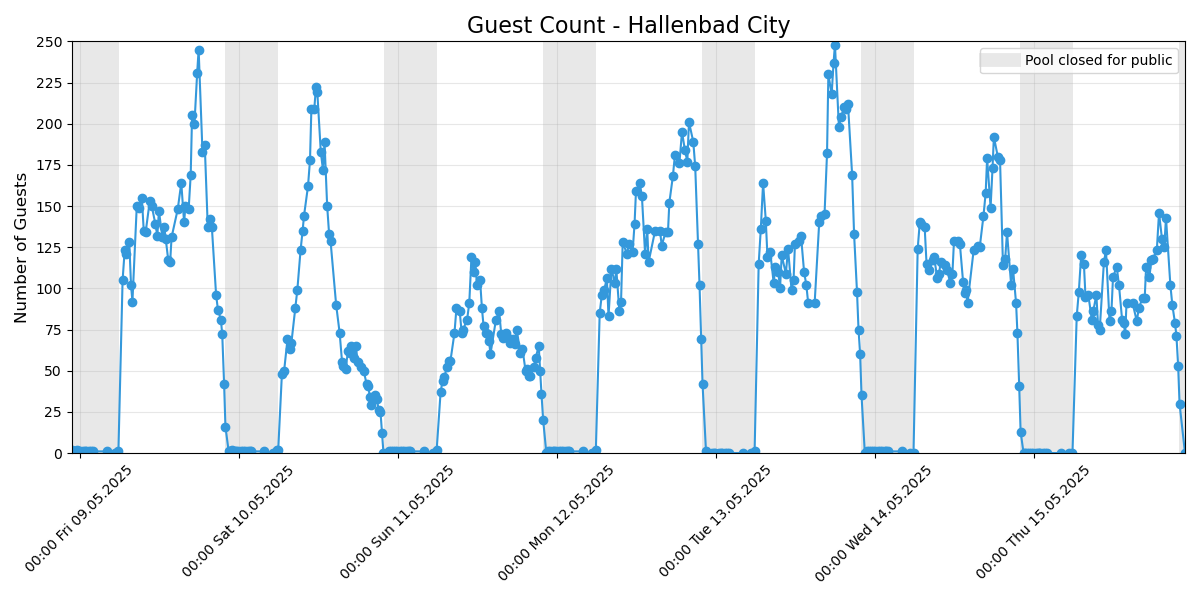 Guest Count - Hallenbad City
Pool closed for public
Number of Guests
250
225
200
175
150
125
100
75
50
25
0
00:00 Fri 09.05.2025
00:00 Sat 10.05.2025
00:00 Sun 11.05.2025
00:00 Mon 12.05.2025
00:00 Tue 13.05.2025
00:00 Wed 14.05.2025
00:00 Thu 15.05.2025